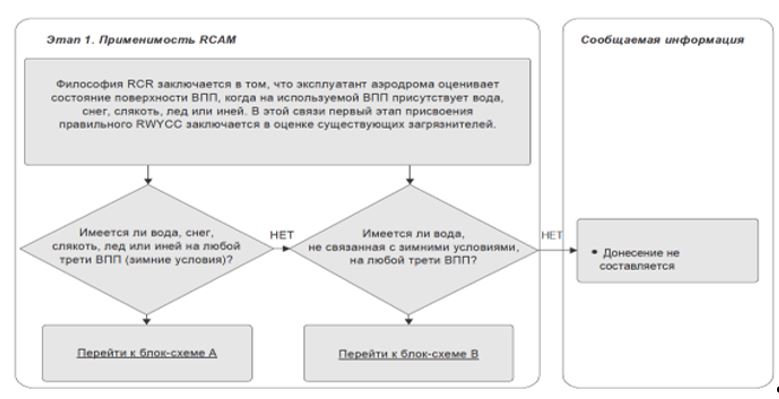 Этап 1. Применимость RCAM
Сообщаемая информация
Философия RCR заключается в том, что эксплуатант аэродрома оценивает
состояние поверхности ВПП, когда на используемой ВПП присутствует вода,
снег, слякоть, лед или иней. В этой связи первый этап присвоения
правильного RWYCC заключается в оценке существующих загрязнителей.
Имеется ли вода, снег,
слякоть, лед или иней на любой
трети ВПП (зимние условия)?
НЕТ
Имеется ли вода,
не связанная с зимними условиями,
на любой трети ВПП?
НЕТ
• Донесение не
составляется
Перейти к блок-схеме A
Перейти к блок-схеме B